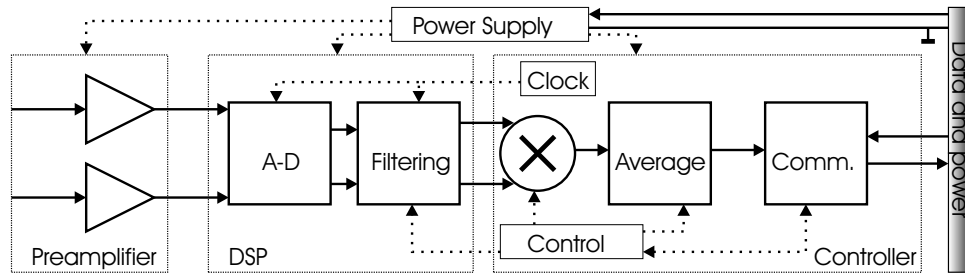 Power Supply
Clock
A-D
Filtering
Average
Comm.
Control
Preamplifier
DSP
Controller
Data and power